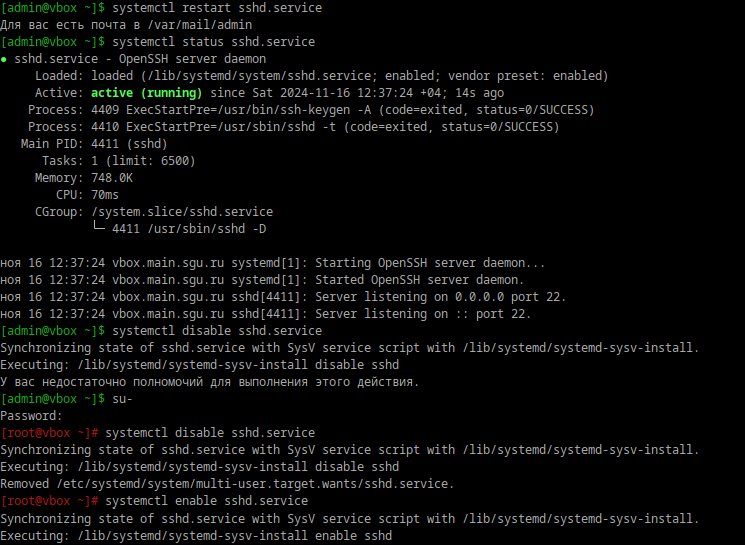 [admin@vbox ~]$ systemctl restart sshd.service
Для вас есть почта в /var/mail/admin
[admin@vbox ~]$ systemctl status sshd.service
● sshd.service - OpenSSH server daemon
Loaded: loaded (/lib/systemd/system/sshd.service; enabled; vendor preset: enabled)
Active: active (running) since Sat 2024-11-16 12:37:24 +04; 14s ago
Process: 4409 ExecStartPre=/usr/bin/ssh-keygen -A (code=exited, status=0/SUCCESS)
Process: 4410 ExecStartPre=/usr/sbin/sshd -t (code=exited, status=0/SUCCESS)
Main PID: 4411 (sshd)
Tasks: 1 (limit: 6500)
Memory: 748.0K
CPU: 70ms
CGroup: /system.slice/sshd.service
└─ 4411 /usr/sbin/sshd -D
ноя 16 12:37:24 vbox.main.sgu.ru systemd[1]: Starting OpenSSH server daemon...
ноя 16 12:37:24 vbox.main.sgu.ru systemd[1]: Started OpenSSH server daemon.
ноя 16 12:37:24 vbox.main.sgu.ru sshd[4411]: Server listening on 0.0.0.0 port 22.
ноя 16 12:37:24 vbox.main.sgu.ru sshd[4411]: Server listening on :: port 22.
[admin@vbox ~]$ systemctl disable sshd.service
Synchronizing state of sshd.service with SysV service script with /lib/systemd/systemd-sysv-install.
Executing: /lib/systemd/systemd-sysv-install disable sshd
У вас недостаточно полномочий для выполнения этого действия.
[admin@vbox ~]$ su-
Password:
[root@vbox ~]# systemctl disable sshd.service
Synchronizing state of sshd.service with SysV service script with /lib/systemd/systemd-sysv-install.
Executing: /lib/systemd/systemd-sysv-install disable sshd
Removed /etc/systemd/system/multi-user.target.wants/sshd.service.
[root@vbox ~]# systemctl enable sshd.service
Synchronizing state of sshd.service with SysV service script with /lib/systemd/systemd-sysv-install.
Executing: /lib/systemd/systemd-sysv-install enable sshd